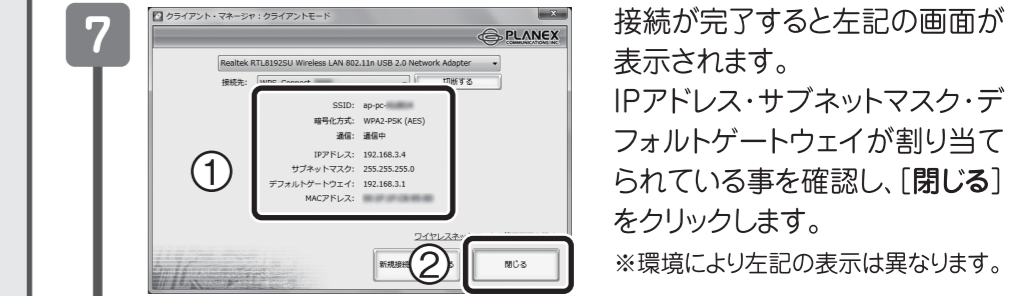 7
クライアント・マネージャ：クライアントモード
PLANEX
COMMUNICATIONS INC.
Realtek RTL8192SU Wireless LAN 802.11n USB 2.0 Network Adapter
接続先: WPS_Connect
切断する
SSID: ap-pc-
暗号化方式: WPA2-PSK (AES)
通信: 通信中
①
IPアドレス: 192.168.3.4
サブネットマスク: 255.255.255.0
デフォルトゲートウェイ: 192.168.3.1
MACアドレス:
ワイヤレスネッ
新規接続
②
る
閉じる
接続が完了すると左記の画面が
表示されます。
IPアドレス・サブネットマスク・デ
フォルトゲートウェイが割り当て
られている事を確認し、[閉じる]
をクリックします。
※環境により左記の表示は異なります。